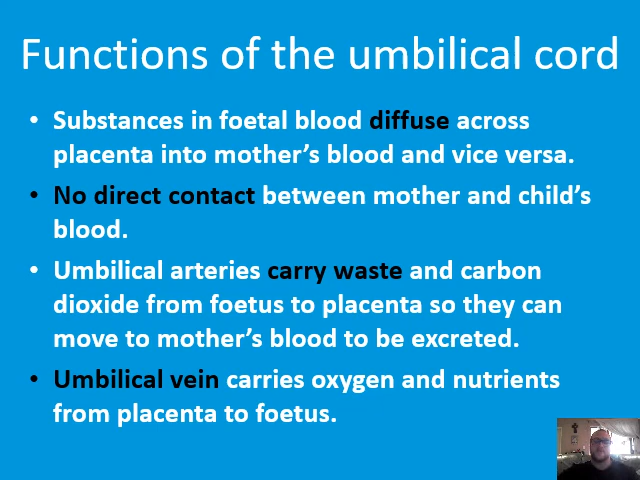 Functions of the umbilical cord
• Substances in foetal blood diffuse across
placenta into mother’s blood and vice versa.
• No direct contact between mother and child’s
blood.
• Umbilical arteries carry waste and carbon
dioxide from foetus to placenta so they can
move to mother’s blood to be excreted.
• Umbilical vein carries oxygen and nutrients
from placenta to foetus.